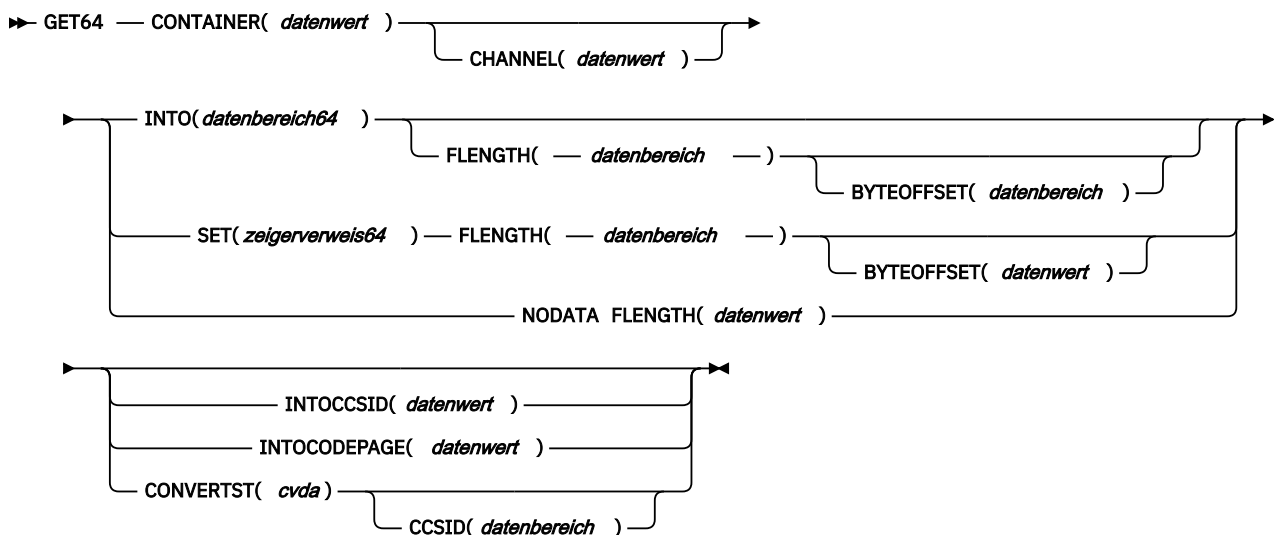 GET64 CONTAINER( datenwert )
CHANNEL( datenwert )
INTO( datenbereich64 )
FLENGTH( datenbereich )
BYTEOFFSET( datenbereich )
SET( zeigerverweis64 ) FLENGTH( datenbereich )
BYTEOFFSET( datenwert )
NODATA FLENGTH( datenwert )
INTOCCSID( datenwert )
INTOCODEPAGE( datenwert )
CONVERTST( cvda )
CCSID( datenbereich )